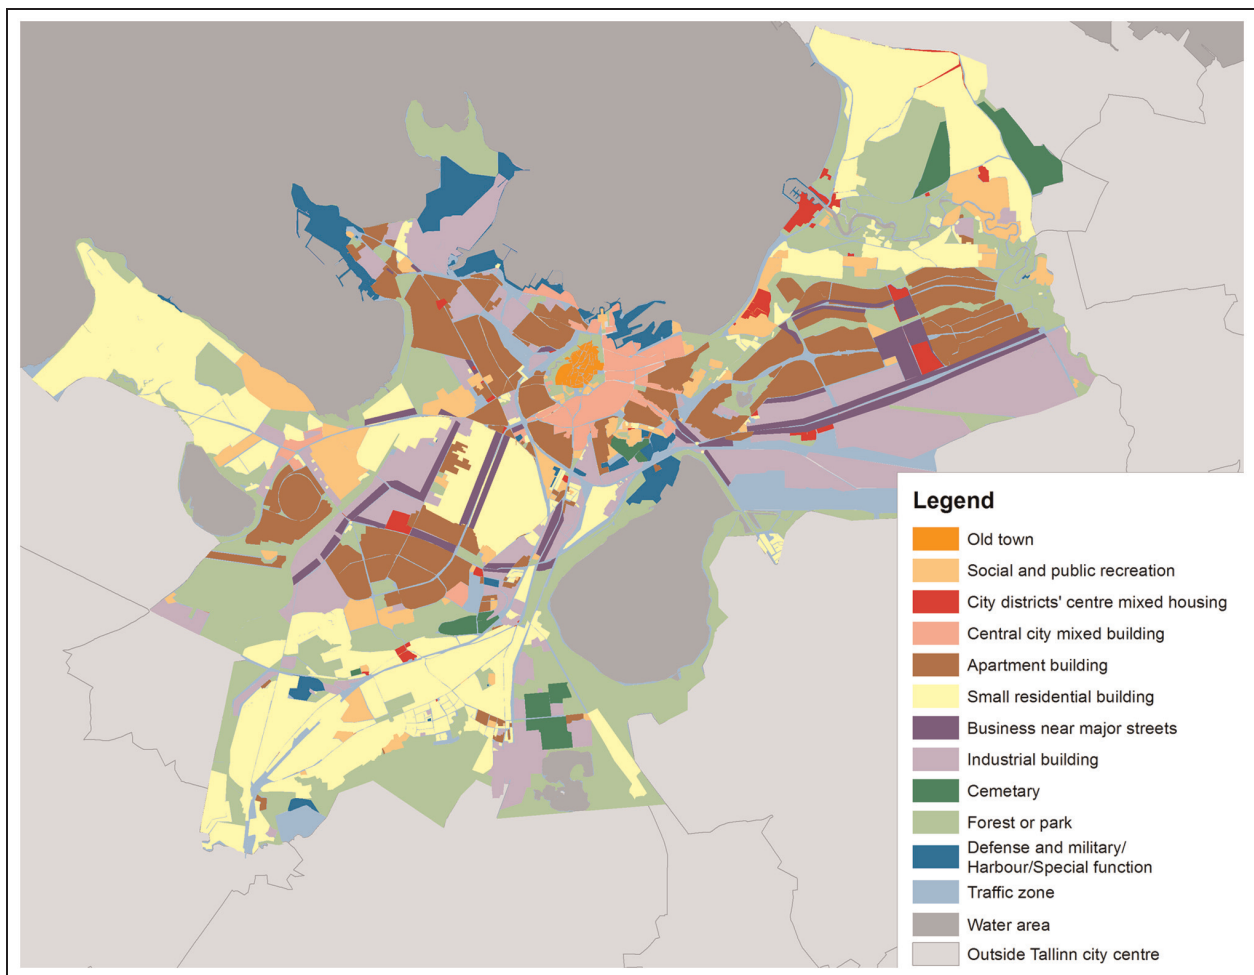 Legend
Old town
Social and public recreation
City districts' centre mixed housing
Central city mixed building
Apartment building
Small residential building
Business near major streets
Industrial building
Cemetary
Forest or park
Defense and military/
Harbour/Special function
Traffic zone
Water area
Outside Tallinn city centre